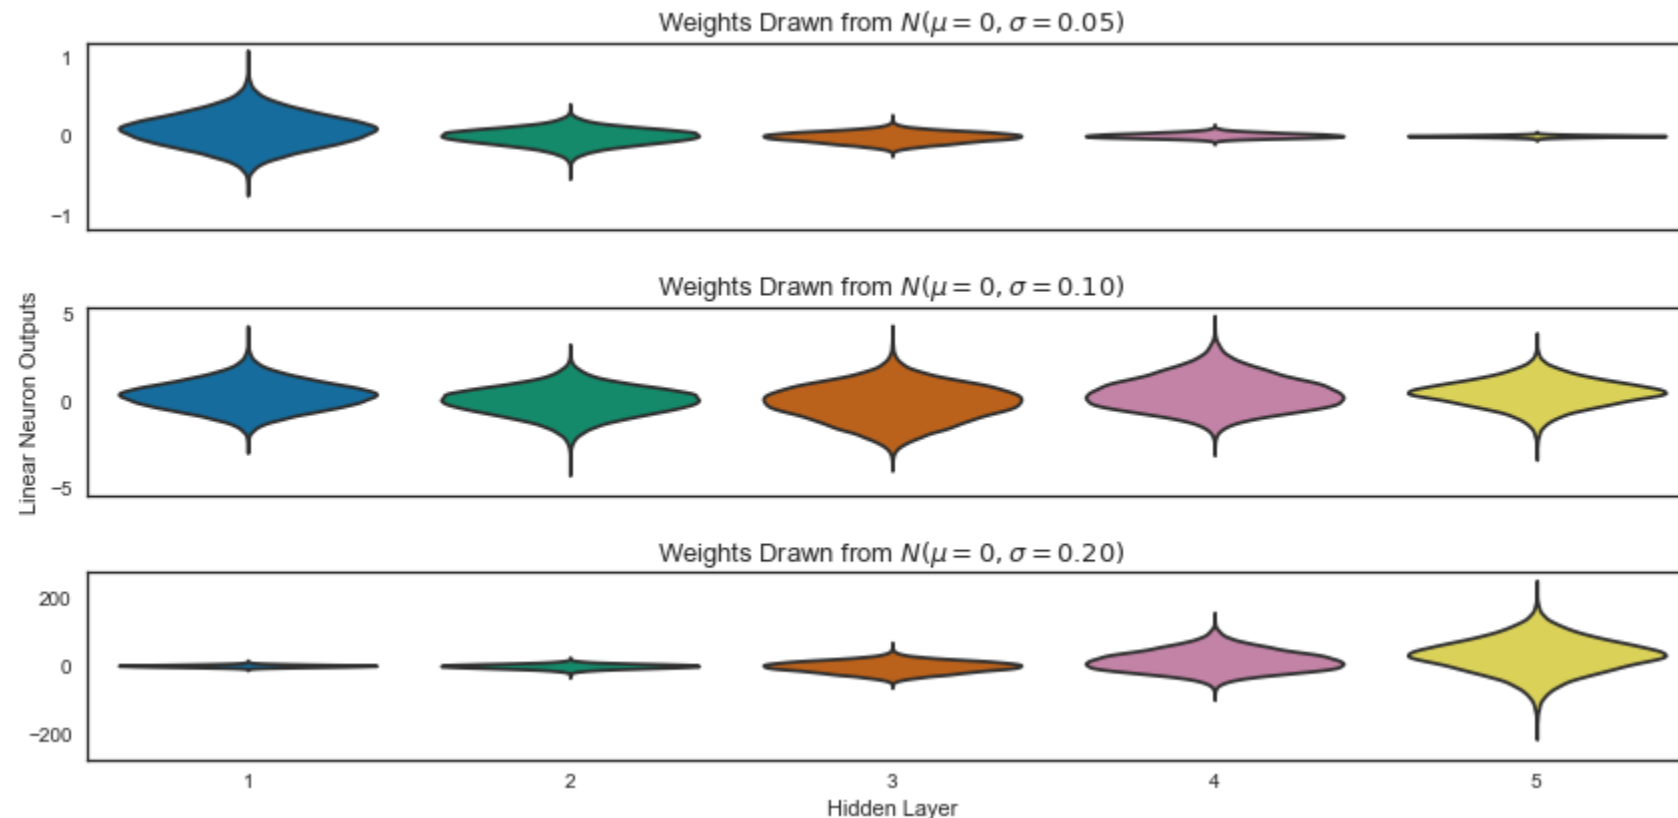 Weights Drawn from N(μ = 0, σ = 0.05)
1
0
−1
Weights Drawn from N(μ = 0, σ = 0.10)
Linear Neuron Outputs
5
0
−5
Weights Drawn from N(μ = 0, σ = 0.20)
200
0
−200
1 2 3 4 5
Hidden Layer